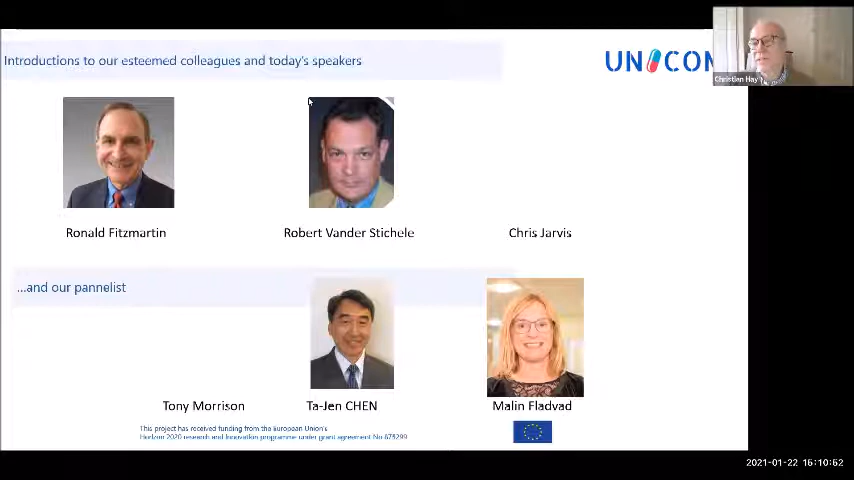 Introductions to our esteemed colleagues and today's speakers
UNICOM
Christian Hay
Ronald Fitzmartin
Robert Vander Stichele
Chris Jarvis
...and our pannelist
Tony Morrison
Ta-Jen CHEN
Malin Fladvad
This project has received funding from the European Union's
Horizon 2020 research and Innovation programme under grant agreement No 875299
2021-01-22 16:10:52